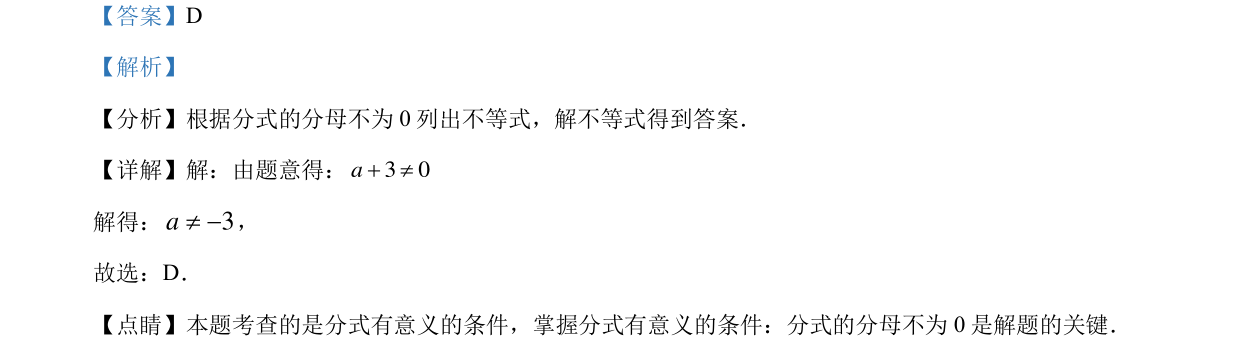 【答案】D
【解析】
【分析】根据分式的分母不为 0 列出不等式，解不等式得到答案．
【详解】解：由题意得：a+3≠0
解得：a ≠ −3，
故选：D．
【点睛】本题考查的是分式有意义的条件，掌握分式有意义的条件：分式的分母不为 0 是解题的关键．